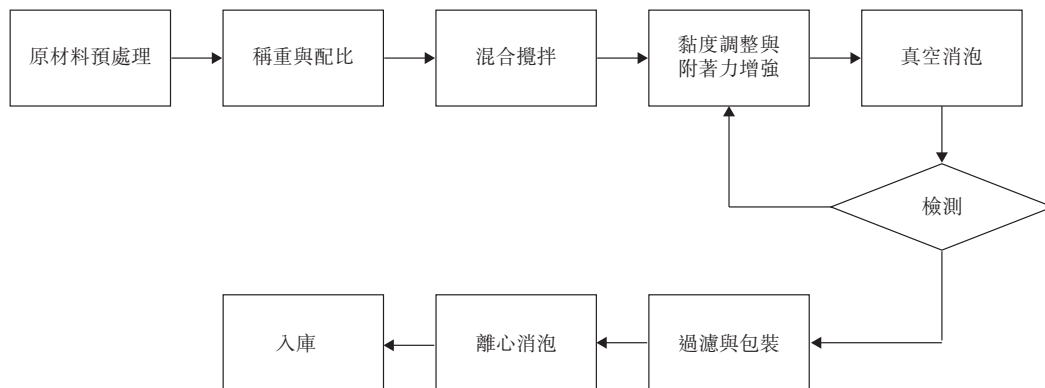 原材料預處理
稱重與配比
混合攪拌
黏度調整與
附著力增強
真空消泡
檢測
入庫
離心消泡
過濾與包裝